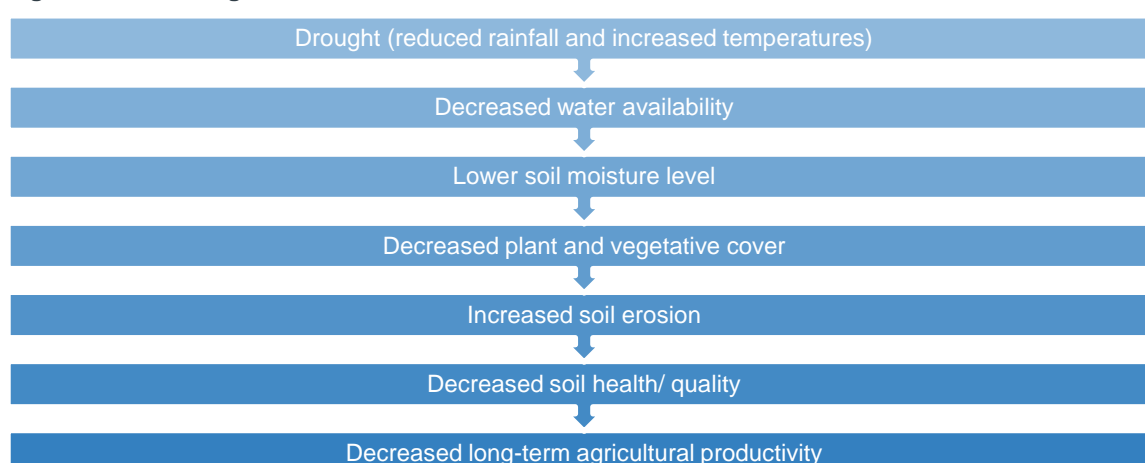 Drought (reduced rainfall and increased temperatures)
Decreased water availability
Lower soil moisture level
Decreased plant and vegetative cover
Increased soil erosion
Decreased soil health/ quality
Decreased long-term agricultural productivity